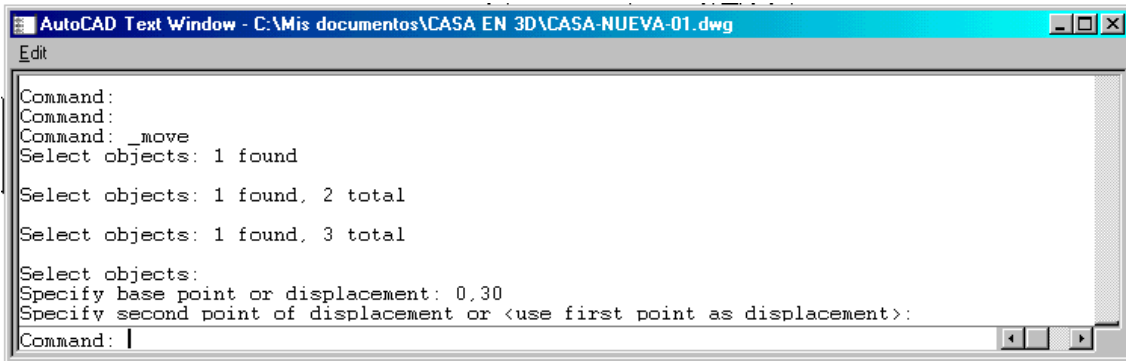 AutoCAD Text Window - C:\Mis documentos\CASA EN 3D\CASA-NUEVA-01.dwg
Edit
Command:
Command:
Command: _move
Select objects: 1 found
Select objects: 1 found, 2 total
Select objects: 1 found, 3 total
Select objects:
Specify base point or displacement: 0,30
Specify second point of displacement or <use first point as displacement>:
Command: